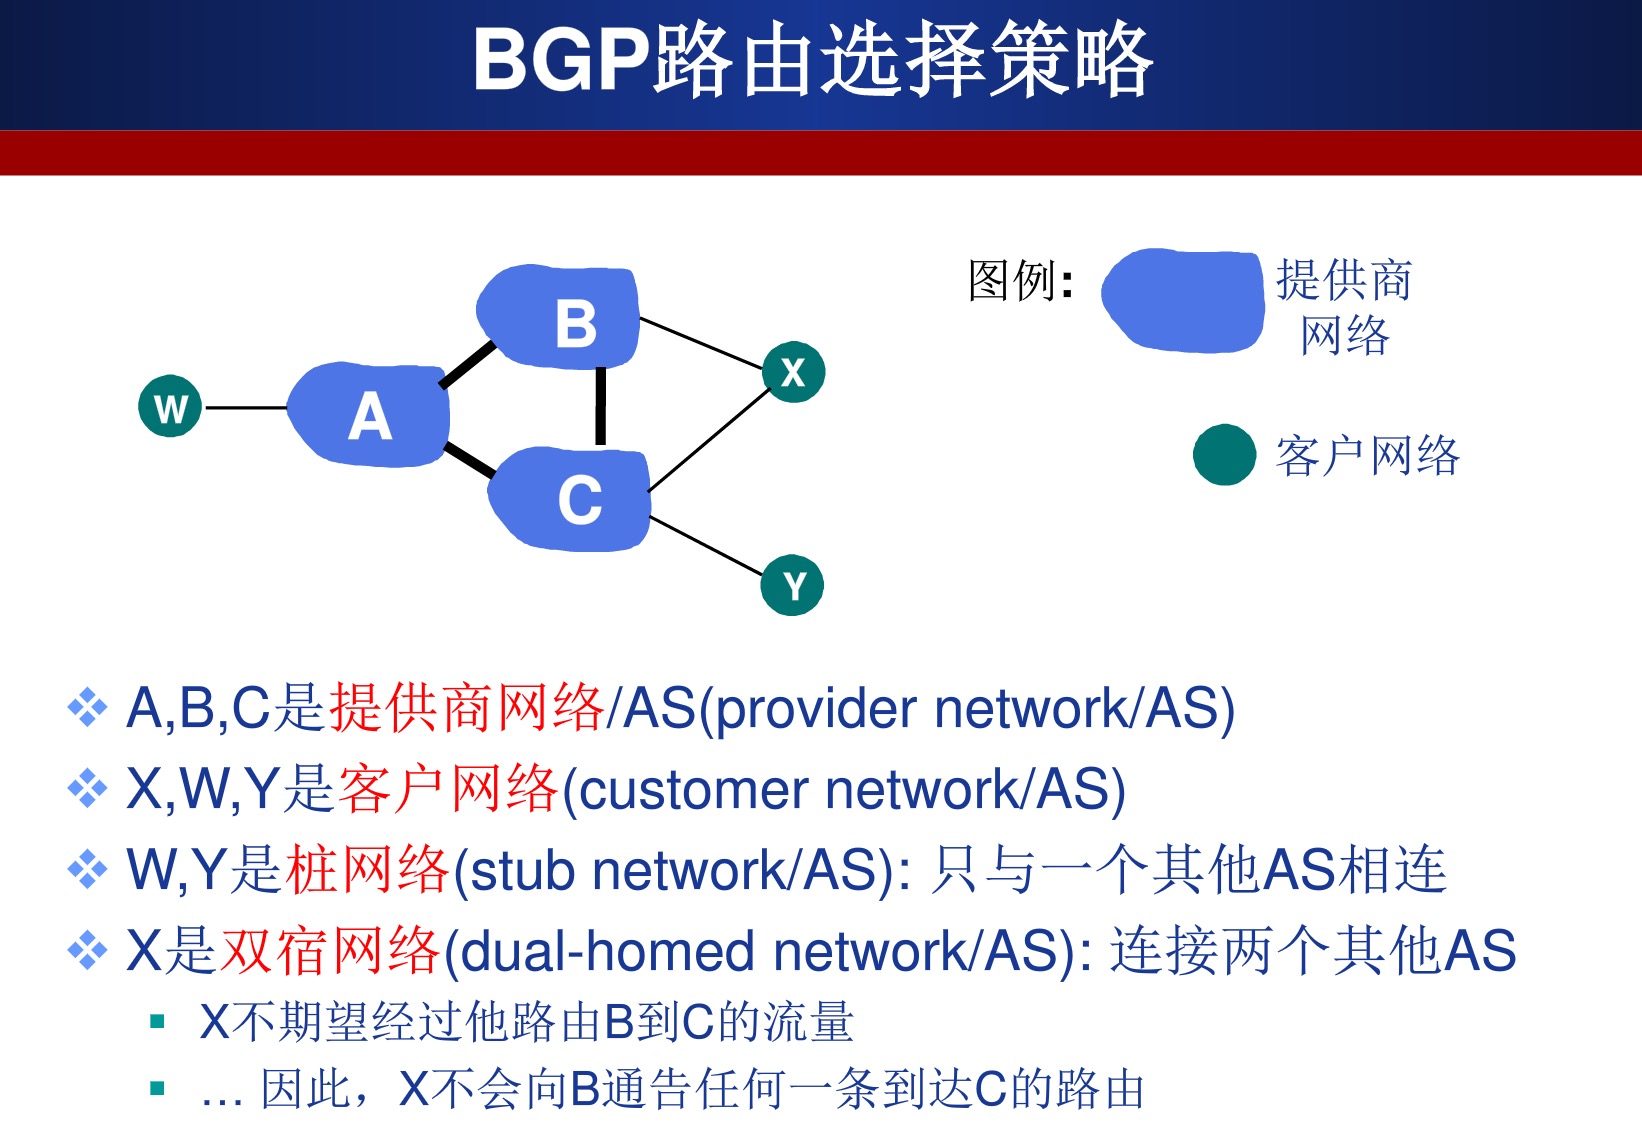 BGP路由选择策略
图例:
提供商
网络
B
X
W
A
客户网络
C
Y
A,B,C是提供商网络/AS(provider network/AS)
X,W,Y是客户网络(customer network/AS)
W,Y是桩网络(stub network/AS): 只与一个其他AS相连
X是双宿网络(dual-homed network/AS): 连接两个其他AS
X不期望经过他路由B到C的流量
… 因此，X不会向B通告任何一条到达C的路由